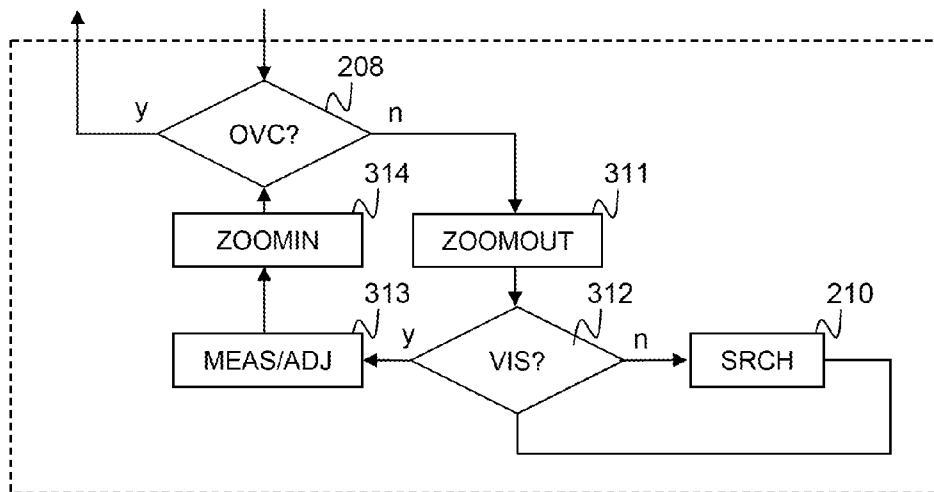 208
y
n
OVC?
314
311
ZOOMIN
ZOOMOUT
313
312
210
y
n
MEAS/ADJ
VIS?
SRCH